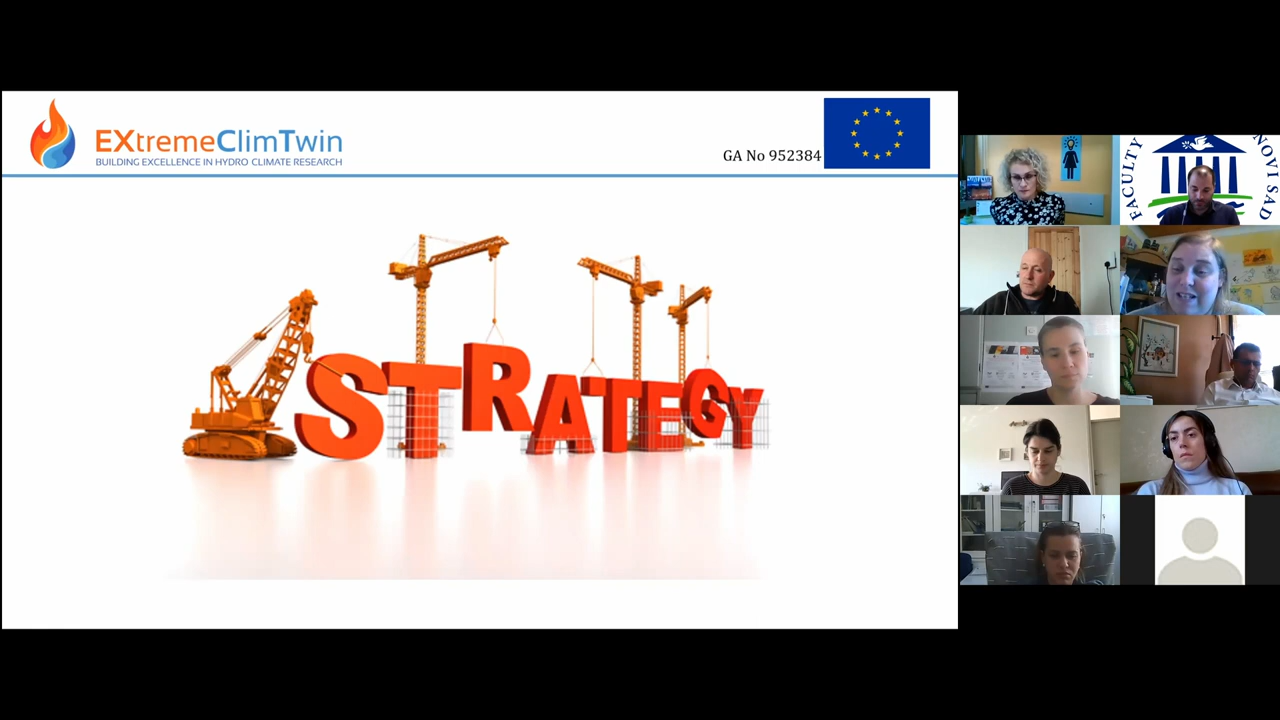 EXtremeClimTwin
BUILDING EXCELLENCE IN HYDRO CLIMATE RESEARCH
GA No 952384
STRATEGY
FACULTY
NOVI SAD